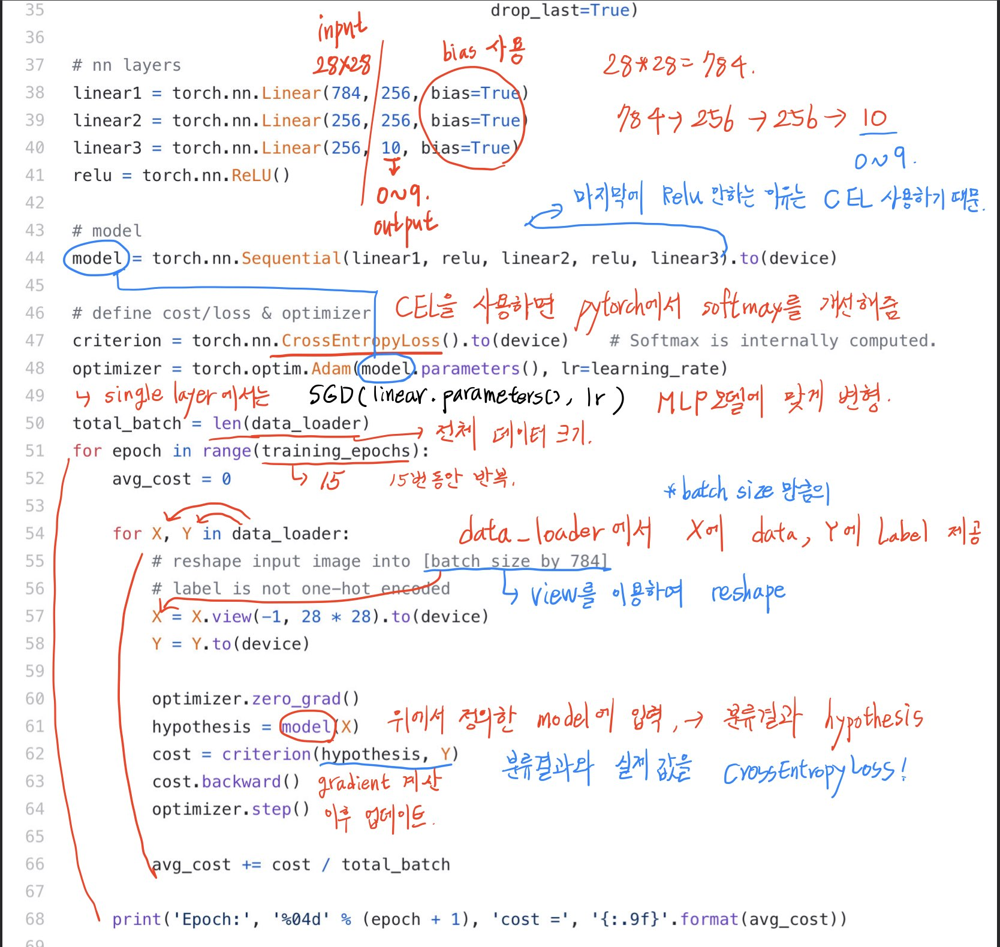 35 drop_last=True)
36
input
28x28
bias 사용
28*28=784.
37 # nn layers
38 linear1 = torch.nn.Linear(784, 256, bias=True)
39 linear2 = torch.nn.Linear(256, 256, bias=True)
784→256→256→10
40 linear3 = torch.nn.Linear(256, 10, bias=True)
0~9.
41 relu = torch.nn.ReLU()
0~9.
output
마지막에 Relu 안하는 이유는 CEL 사용하기 때문.
42
43 # model
44 model = torch.nn.Sequential(linear1, relu, linear2, relu, linear3).to(device)
45
CEL을 사용하면 pytorch에서 softmax를 개선해줌
46 # define cost/loss & optimizer
47 criterion = torch.nn.CrossEntropyLoss().to(device) # Softmax is internally computed.
48 optimizer = torch.optim.Adam(model.parameters(), lr=learning_rate)
49
↳ single layer에서는 SGD(linear.parameters(), lr) MLP모델에 맞게 변형.
50 total_batch = len(data_loader)
→ 전체 데이터 크기.
51 for epoch in range(training_epochs):
52 avg_cost = 0
↳ 15 15번동안 반복.
*batch size 만큼의
53
54 for X, Y in data_loader:
data_loader에서 X에 data, Y에 Label 제공
55 # reshape input image into [batch size by 784]
56 # label is not one-hot encoded
↳ view를 이용하여 reshape
57 X = X.view(-1, 28 * 28).to(device)
58 Y = Y.to(device)
59
60 optimizer.zero_grad()
61 hypothesis = model(X)
위에서 정의한 model에 입력, → 분류결과 hypothesis
62 cost = criterion(hypothesis, Y)
분류결과와 실제 값을 CrossEntropyLoss!
63 cost.backward()
gradient 계산
64 optimizer.step()
이후 업데이트.
65
66 avg_cost += cost / total_batch
67
68 print('Epoch:', '%04d' % (epoch + 1), 'cost =', '{:.9f}'.format(avg_cost))
69